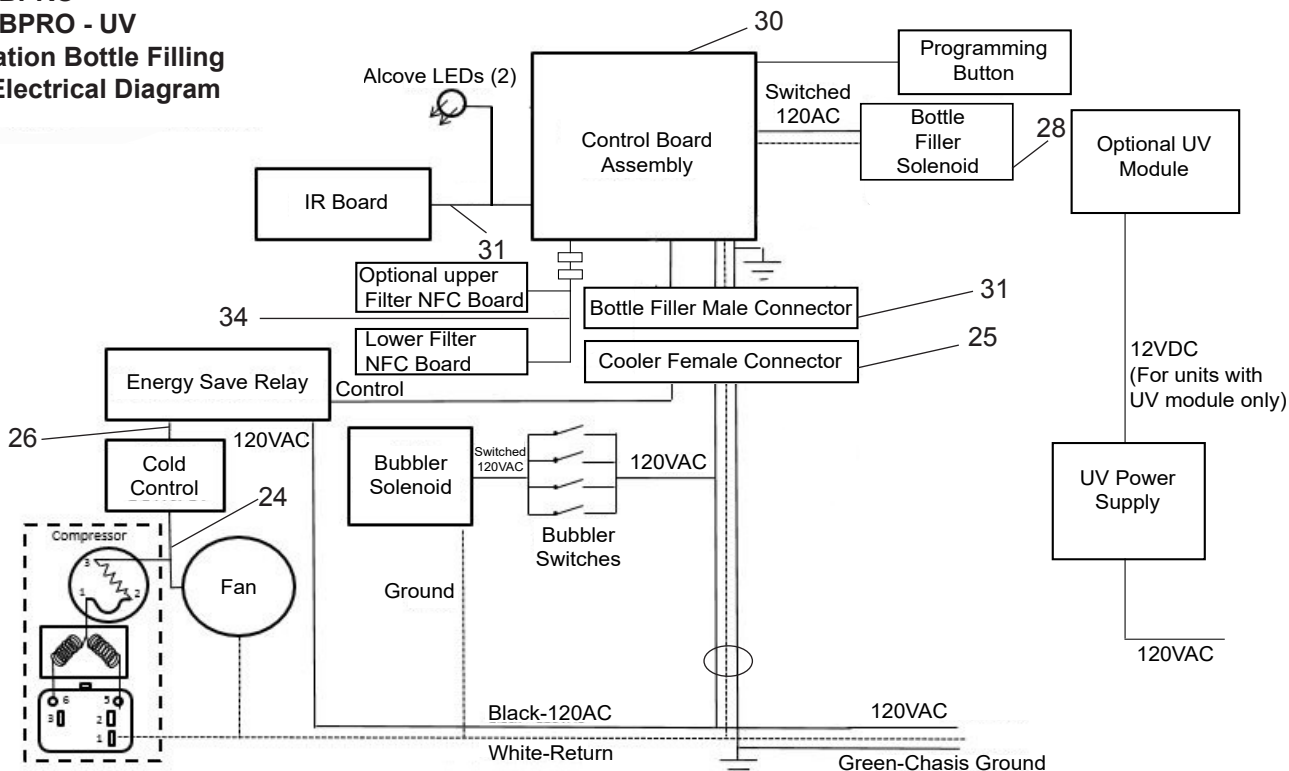 BPRO - UV
ation Bottle Filling
Electrical Diagram
30
Programming
Button
Alcove LEDs (2)
Switched
120AC
Control Board
Assembly
Bottle
Filler
Solenoid
28
Optional UV
Module
IR Board
31
Optional upper
Filter NFC Board
Bottle Filler Male Connector
31
34
Lower Filter
NFC Board
Cooler Female Connector
25
12VDC
(For units with
UV module only)
Energy Save Relay
Control
26
120VAC
Cold
Control
Bubbler
Solenoid
Switched
120VAC
120VAC
UV Power
Supply
24
Bubbler
Switches
Compressor
3
1
2
Fan
Ground
120VAC
6
5
3
2
1
Black-120AC
120VAC
White-Return
Green-Chasis Ground